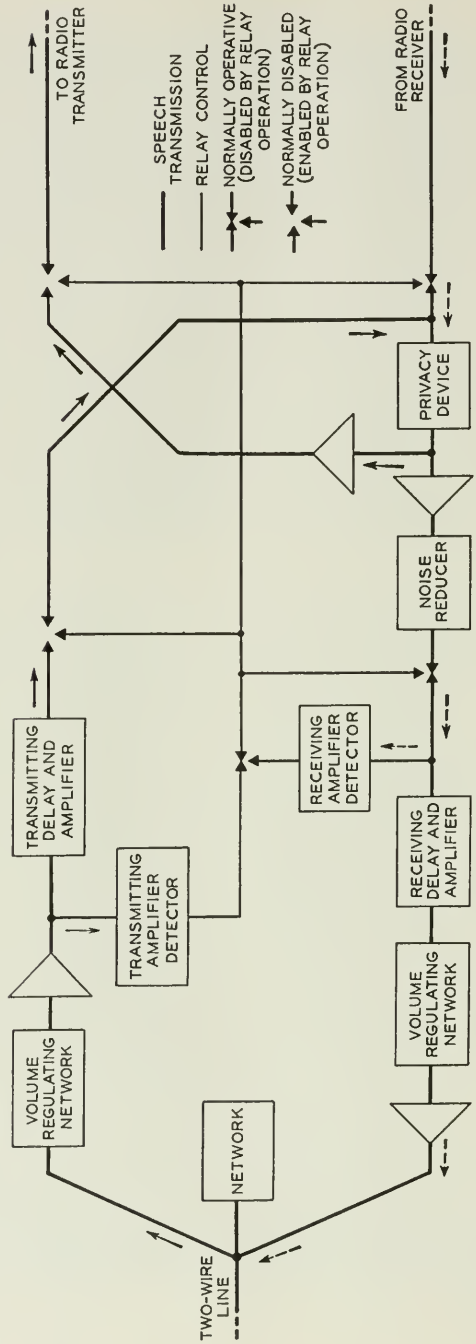 TO RADIO
TRANSMITTER
SPEECH
TRANSMISSION
RELAY CONTROL
NORMALLY OPERATIVE
(DISABLED BY RELAY
OPERATION)
NORMALLY DISABLED
(ENABLED BY RELAY
OPERATION)
FROM RADIO
RECEIVER
TRANSMITTING
DELAY AND
AMPLIFIER
VOLUME
REGULATING
NETWORK
TRANSMITTING
AMPLIFIER
DETECTOR
PRIVACY
DEVICE
NOISE
REDUCER
RECEIVING
AMPLIFIER
DETECTOR
RECEIVING
DELAY AND
AMPLIFIER
VOLUME
REGULATING
NETWORK
NETWORK
TWO-WIRE
LINE